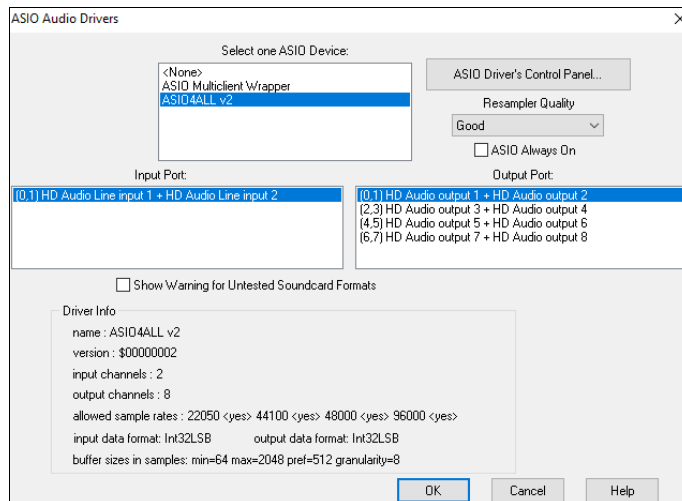 ASIO Audio Drivers
Select one ASIO Device:
<None>
ASIO Multiclient Wrapper
ASIO4ALL v2
ASIO Driver's Control Panel...
Resampler Quality
Good
ASIO Always On
Input Port:
(0,1) HD Audio Line input 1 + HD Audio Line input 2
Output Port:
(0,1) HD Audio output 1 + HD Audio output 2
(2,3) HD Audio output 3 + HD Audio output 4
(4,5) HD Audio output 5 + HD Audio output 6
(6,7) HD Audio output 7 + HD Audio output 8
Show Warning for Untested Soundcard Formats
Driver Info
name : ASIO4ALL v2
version : $00000002
input channels : 2
output channels : 8
allowed sample rates : 22050 <yes> 44100 <yes> 48000 <yes> 96000 <yes>
input data format: Int32LSB output data format: Int32LSB
buffer sizes in samples: min=64 max=2048 pref=512 granularity=8
OK Cancel Help